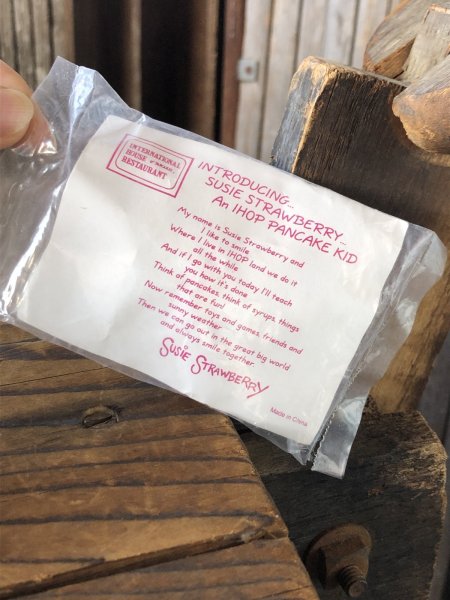 INTERNATIONAL
HOUSE OF PANCAKES
RESTAURANT
INTRODUCING...
SUSIE STRAWBERRY...
An IHOP PANCAKE KID
My name is Susie Strawberry and
I like to smile
Where I live in IHOP land we do it
all the while
And if I go with you today I'll teach
you how it's done
Think of pancakes, think of syrups, things
that are fun!
Now remember toys and games, friends and
sunny weather
Then we can go out in the great big world
and always smile together.
SUSIE STRAWBERRY
Made in China